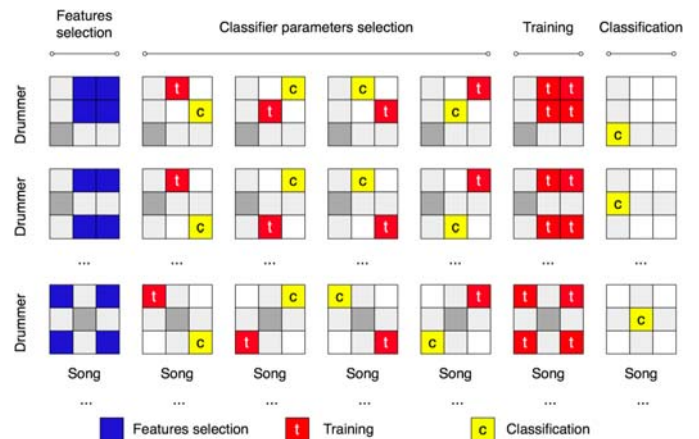 Features selection
Classifier parameters selection
Training
Classification
Drummer
t
c
t
c
c
t
c
t
t
c
t
t
t
t
c
Drummer
t
c
t
c
c
t
c
t
t
c
t
t
t
t
c
... ... ... ... ... ... ...
Drummer
t
c
c
t
c
t
t
c
t
t
t
t
c
Song Song Song Song Song Song Song
... ... ... ... ... ... ...
Features selection
t Training
c Classification